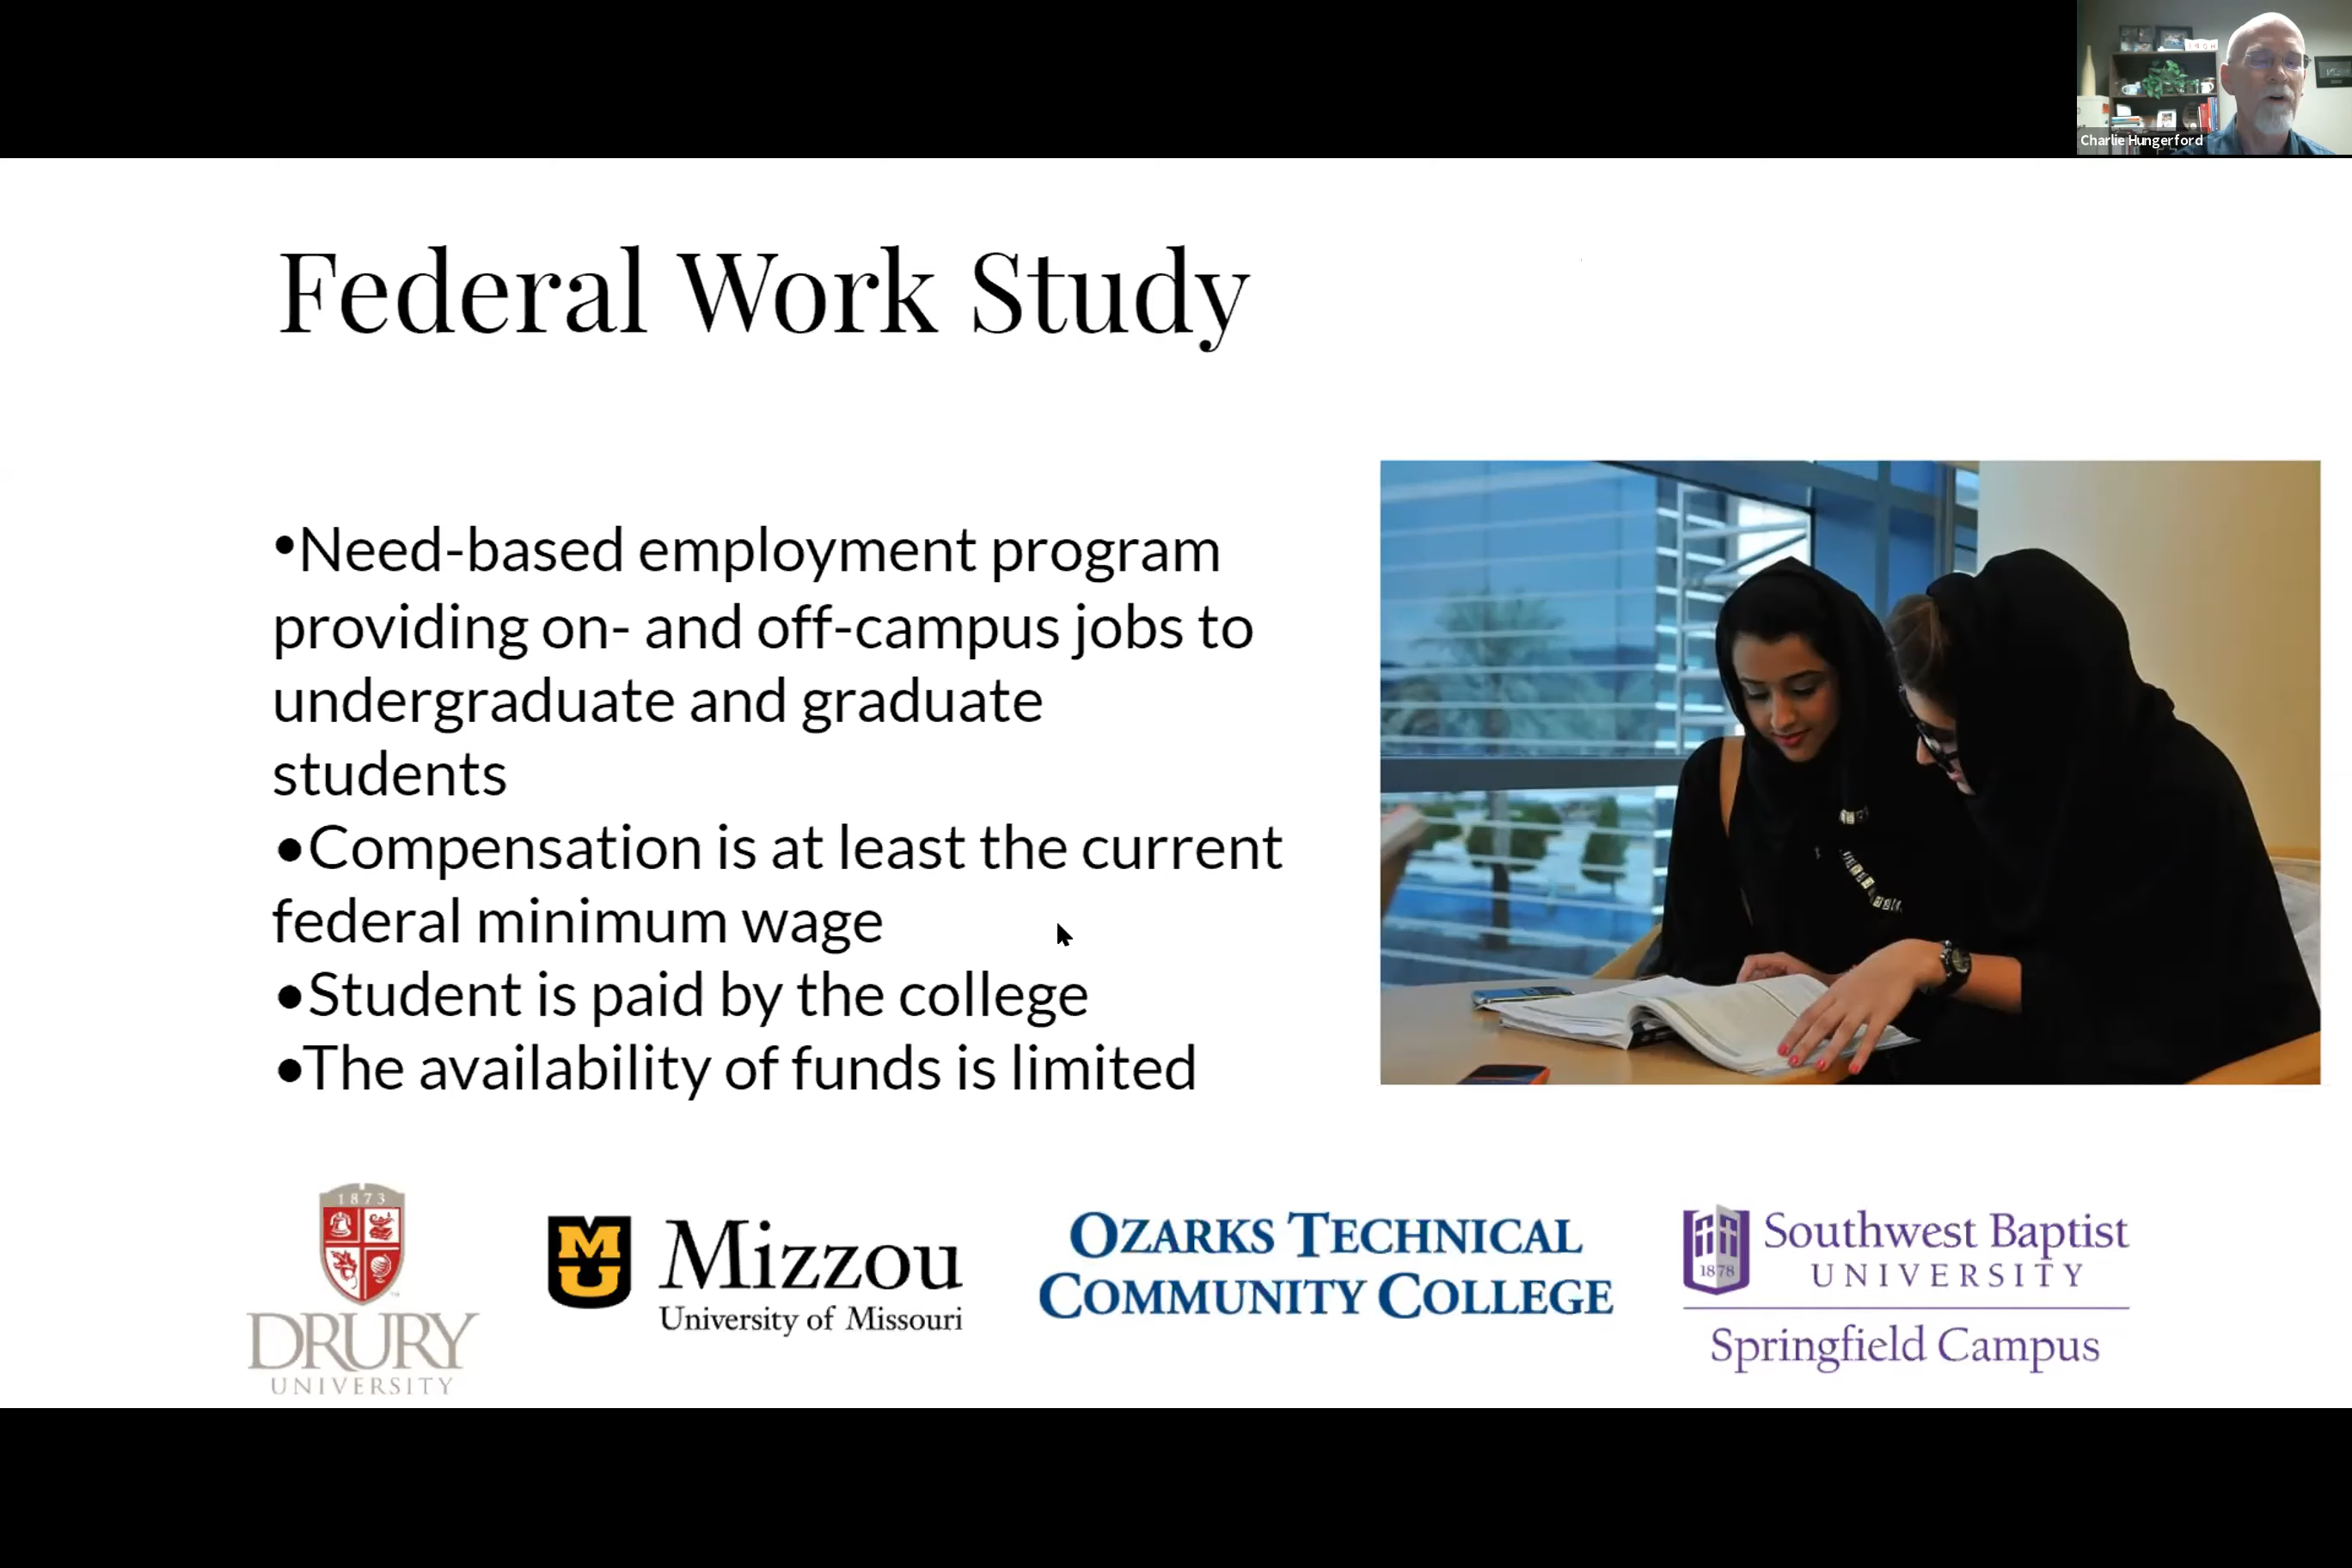 Charlie Hungerford
Federal Work Study
•Need-based employment program
providing on- and off-campus jobs to
undergraduate and graduate
students
•Compensation is at least the current
federal minimum wage
•Student is paid by the college
•The availability of funds is limited
1873
DRURY
UNIVERSITY
MU
Mizzou
University of Missouri
OZARKS TECHNICAL
COMMUNITY COLLEGE
1878
Southwest Baptist
UNIVERSITY
Springfield Campus